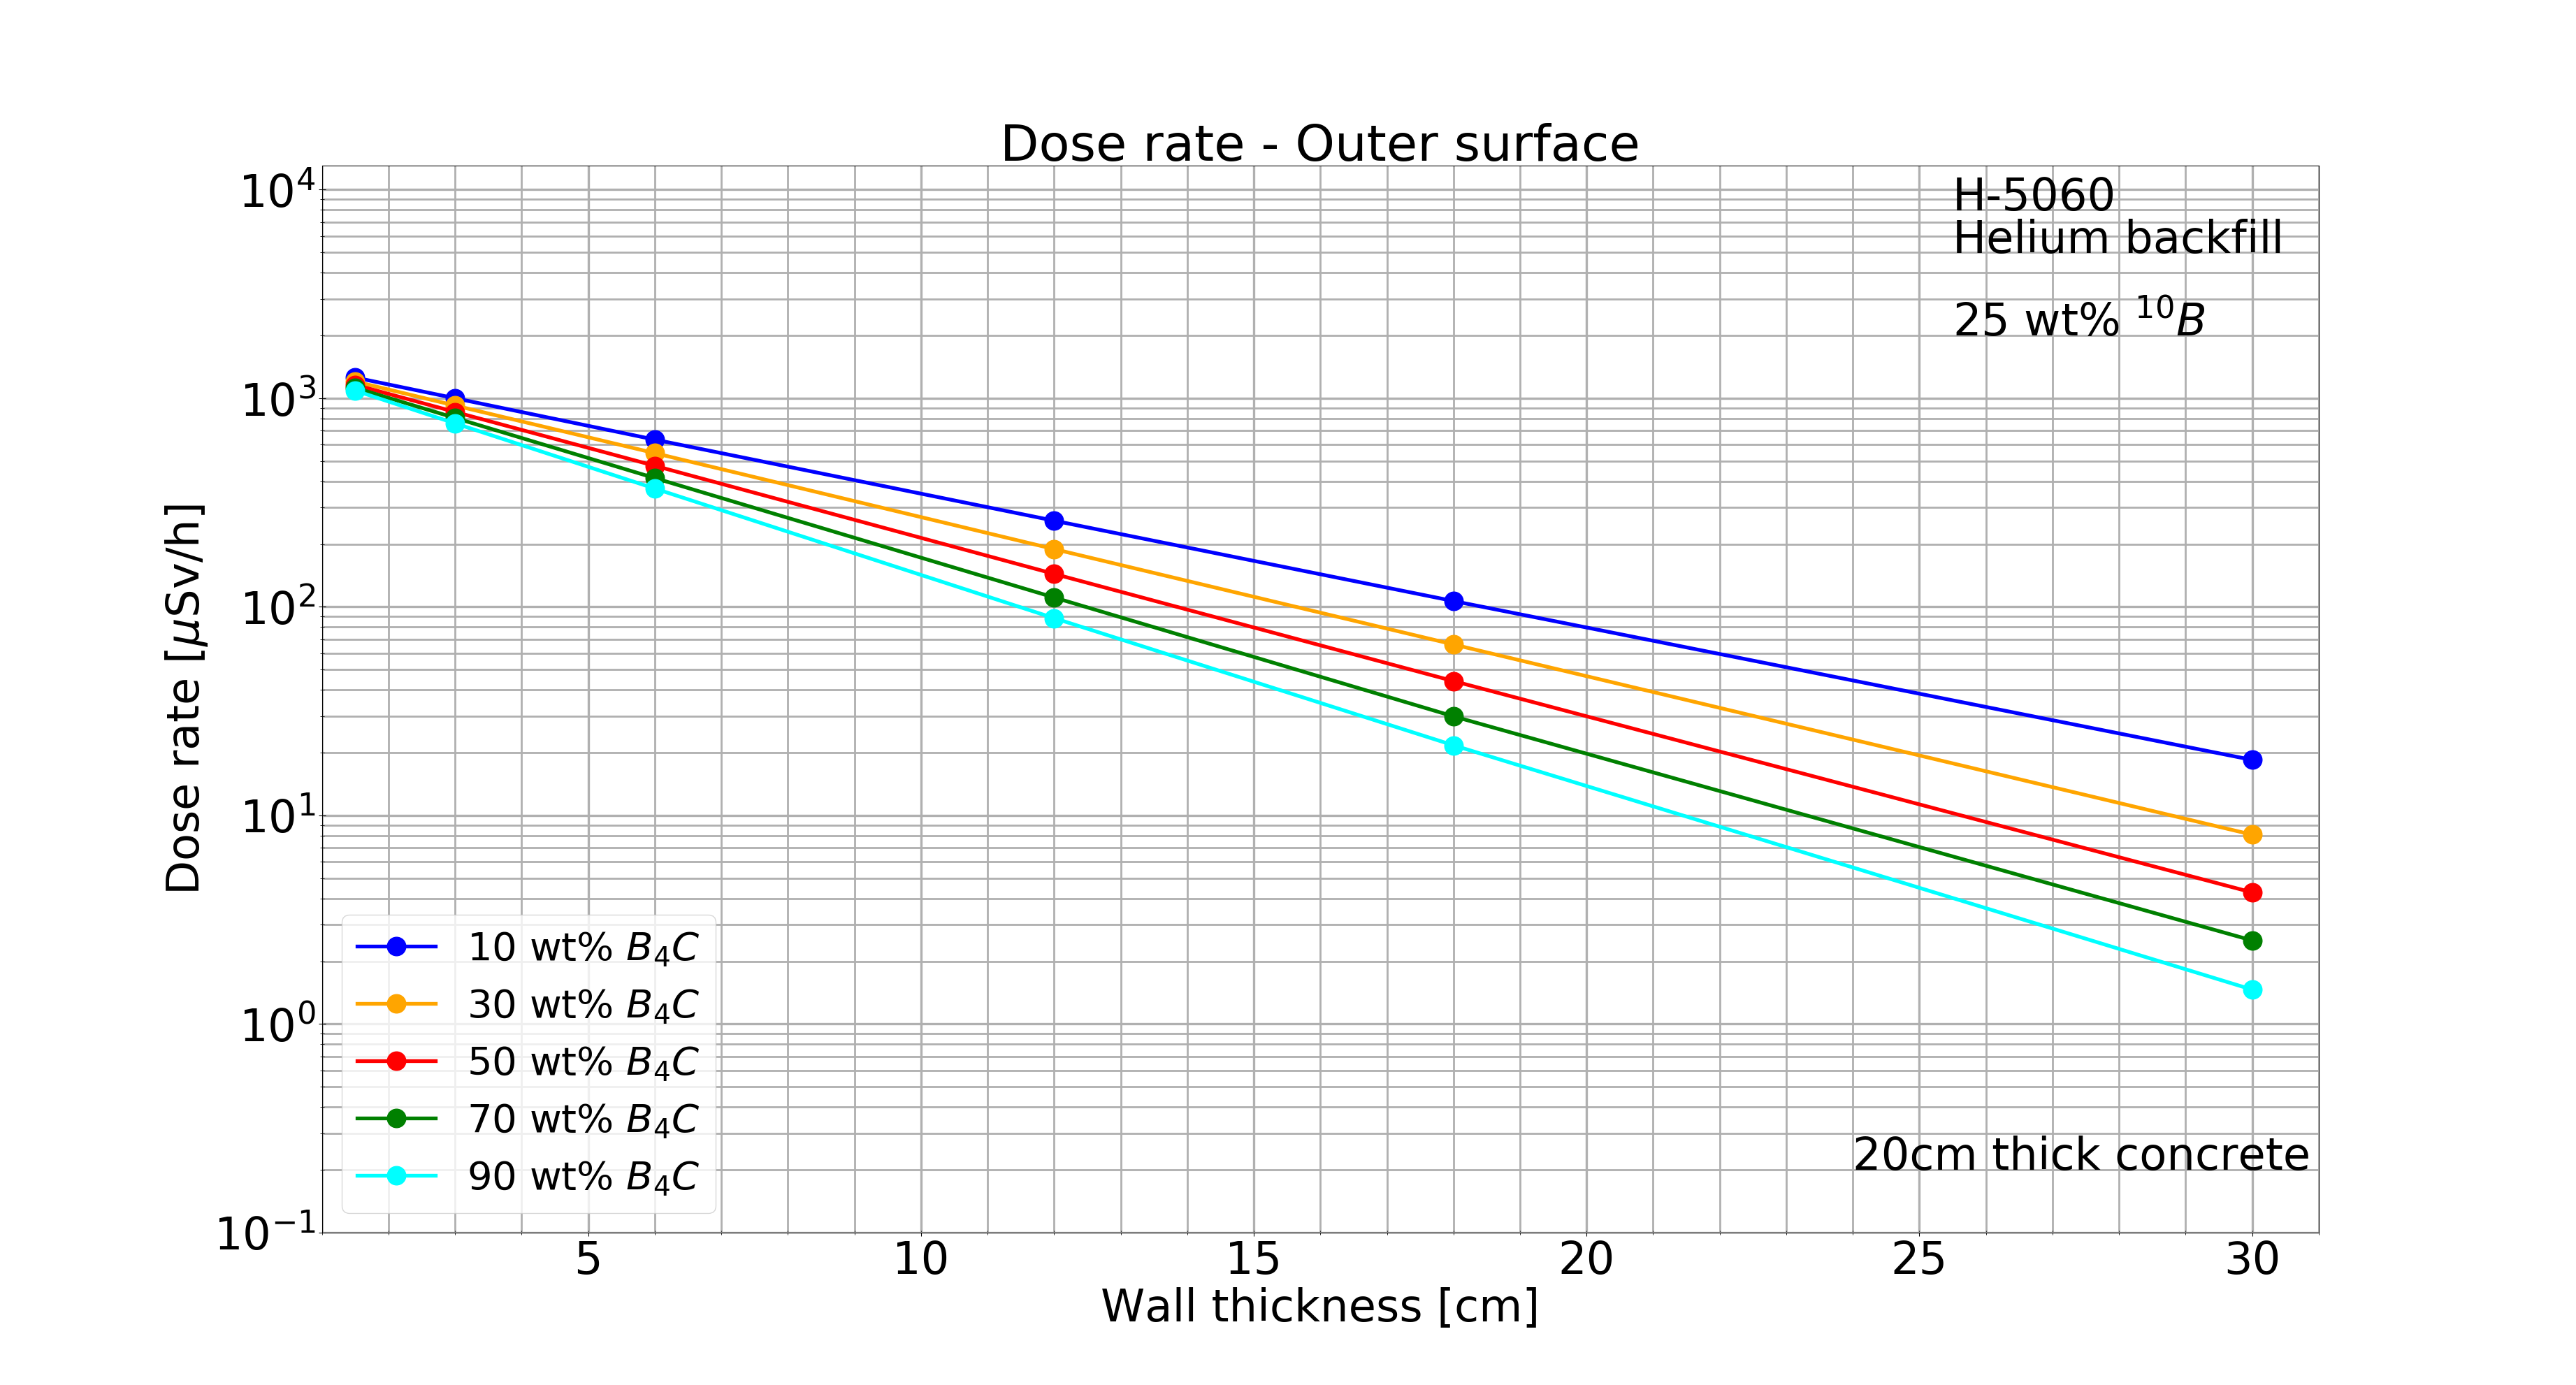 Dose rate - Outer surface
H-5060
Helium backfill
25 wt% ¹⁰B
Dose rate [μSv/h]
10⁴
10³
10²
10¹
10⁰
10⁻¹
10 wt% B₄C
30 wt% B₄C
50 wt% B₄C
70 wt% B₄C
90 wt% B₄C
20cm thick concrete
5 10 15 20 25 30
Wall thickness [cm]